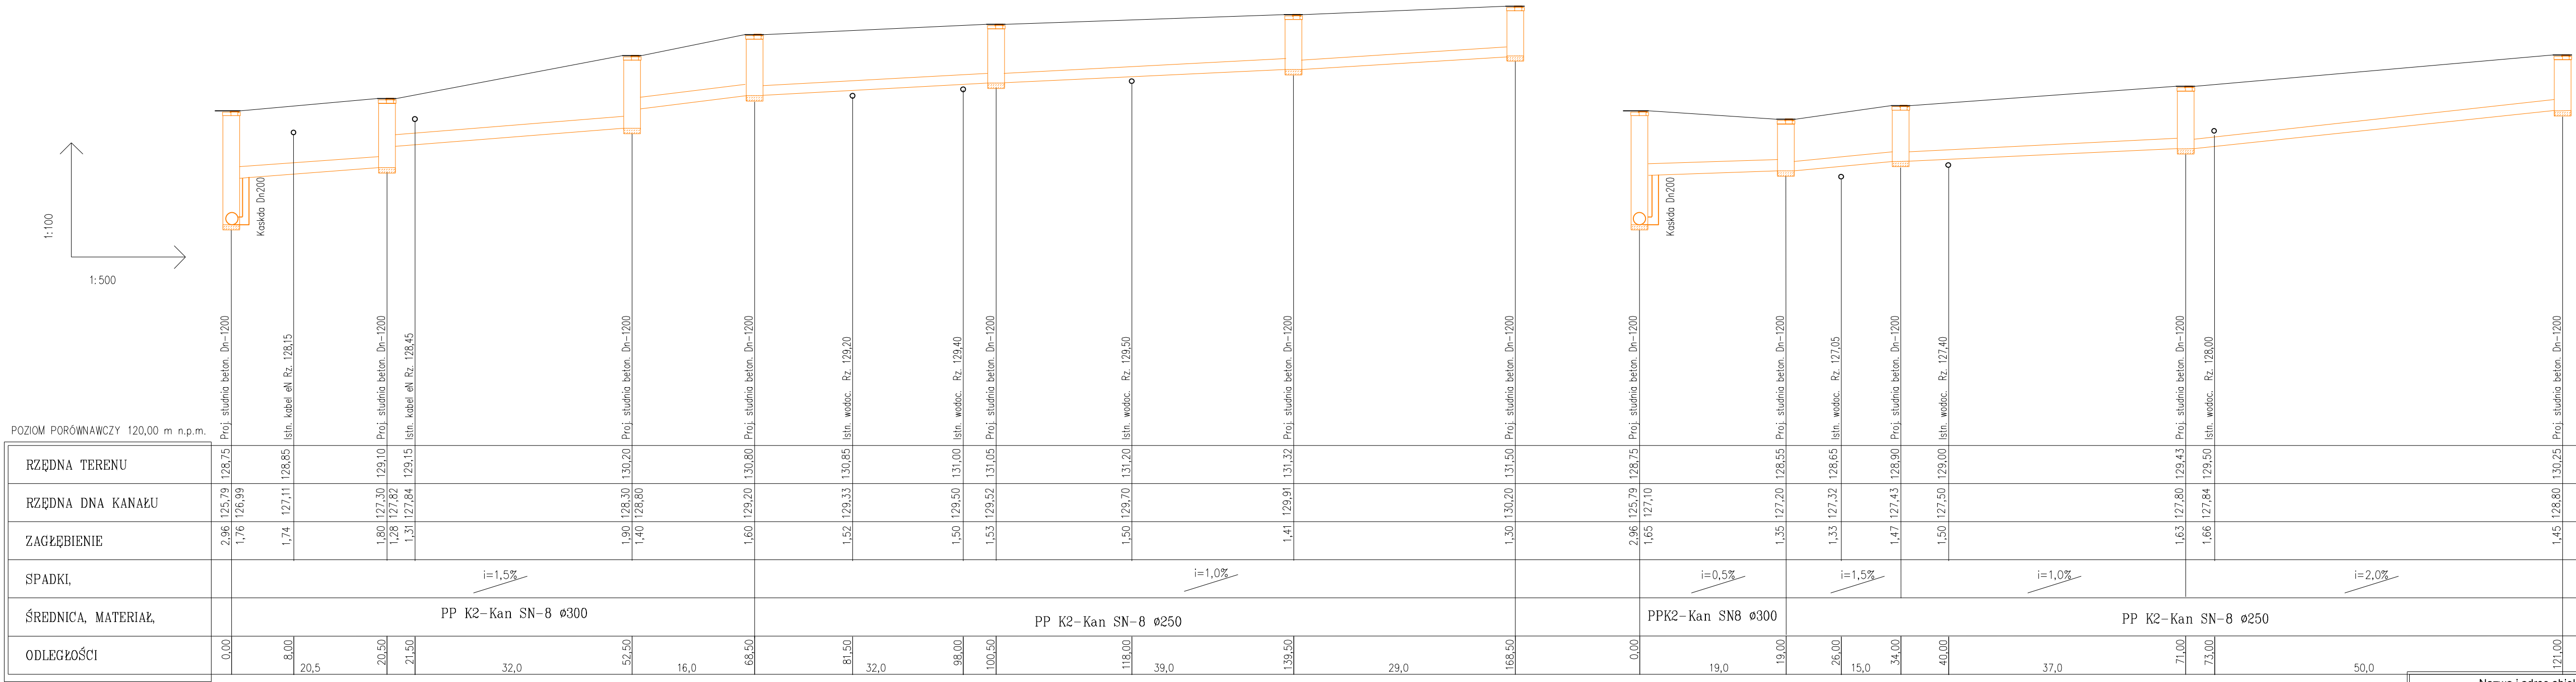 1:100
1:500
Kaskda Dn200
Kaskda Dn200
Proj. studnia beton. Dn-1200
Istn. kabel eN Rz. 128,15
Proj. studnia beton. Dn-1200
Istn. kabel eN Rz. 128,45
Proj. studnia beton. Dn-1200
Proj. studnia beton. Dn-1200
Istn. wodoc. Rz. 129,20
Istn. wodoc. Rz. 129,40
Proj. studnia beton. Dn-1200
Istn. wodoc. Rz. 129,50
Proj. studnia beton. Dn-1200
Proj. studnia beton. Dn-1200
Proj. studnia beton. Dn-1200
Proj. studnia beton. Dn-1200
Istn. wodoc. Rz. 127,05
Proj. studnia beton. Dn-1200
Istn. wodoc. Rz. 127,40
Proj. studnia beton. Dn-1200
Istn. wodoc. Rz. 128,00
Proj. studnia beton. Dn-1200
POZIOM PORÓWNAWCZY 120,00 m n.p.m.
RZĘDNA TERENU
128,75 128,85 129,10 129,15 130,20 130,80 130,85 131,00 131,05 131,20 131,32 131,50 128,75 128,55 128,65 128,90 129,00 129,43 129,50 130,25
RZĘDNA DNA KANAŁU
125,79 126,99 127,11 127,30 127,82 127,84 128,30 128,80 129,20 129,33 129,50 129,52 129,70 129,91 130,20 125,79 127,10 127,20 127,32 127,43 127,50 127,80 127,84 128,80
ZAGŁĘBIENIE
2,96 1,76 1,74 1,80 1,28 1,31 1,90 1,40 1,60 1,52 1,50 1,53 1,50 1,41 1,30 2,96 1,65 1,35 1,33 1,47 1,50 1,63 1,66 1,45
SPADKI,
i=1,5% i=1,0% i=0,5% i=1,5% i=1,0% i=2,0%
ŚREDNICA, MATERIAŁ,
PP K2-Kan SN-8 ø300
PP K2-Kan SN-8 ø250
PPK2-Kan SN8 ø300
PP K2-Kan SN-8 ø250
ODLEGŁOŚCI
0,00 8,00 20,50 21,50 52,50 68,50 81,50 98,00 100,50 118,00 139,50 168,50 0,00 19,00 26,00 34,00 40,00 71,00 73,00 121,00
20,5 32,0 16,0 32,0 39,0 29,0 19,0 15,0 37,0 50,0